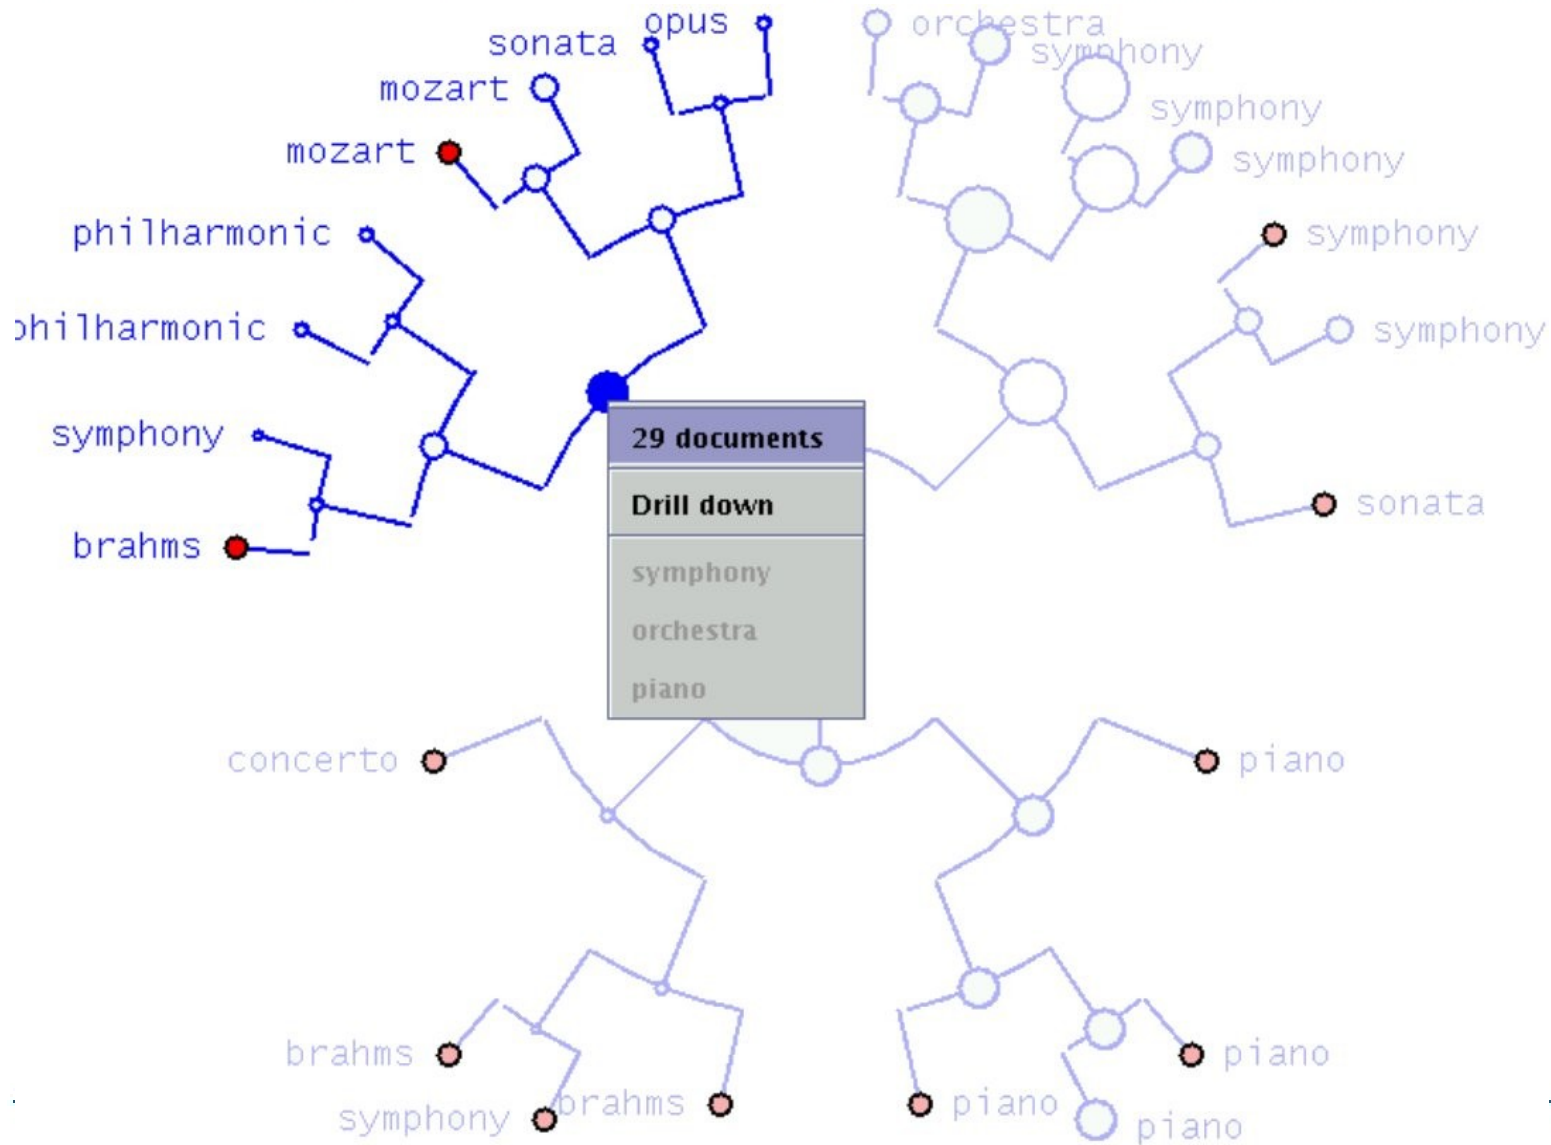 opus
orchestra
sonata
symphony
mozart
symphony
mozart
symphony
philharmonic
symphony
philharmonic
symphony
symphony
29 documents
Drill down
sonata
brahms
symphony
orchestra
piano
concerto
piano
brahms
piano
symphony
brahms
piano
piano